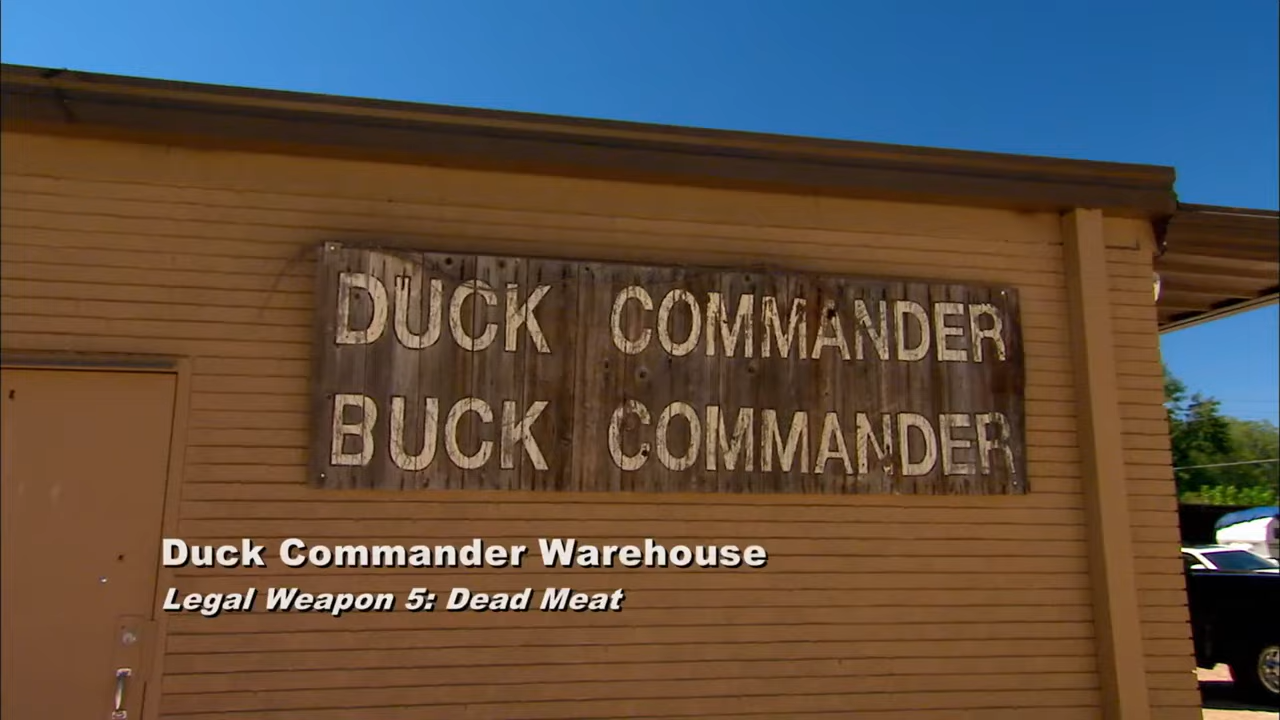 DUCK COMMANDER
BUCK COMMANDER
Duck Commander Warehouse
Legal Weapon 5: Dead Meat